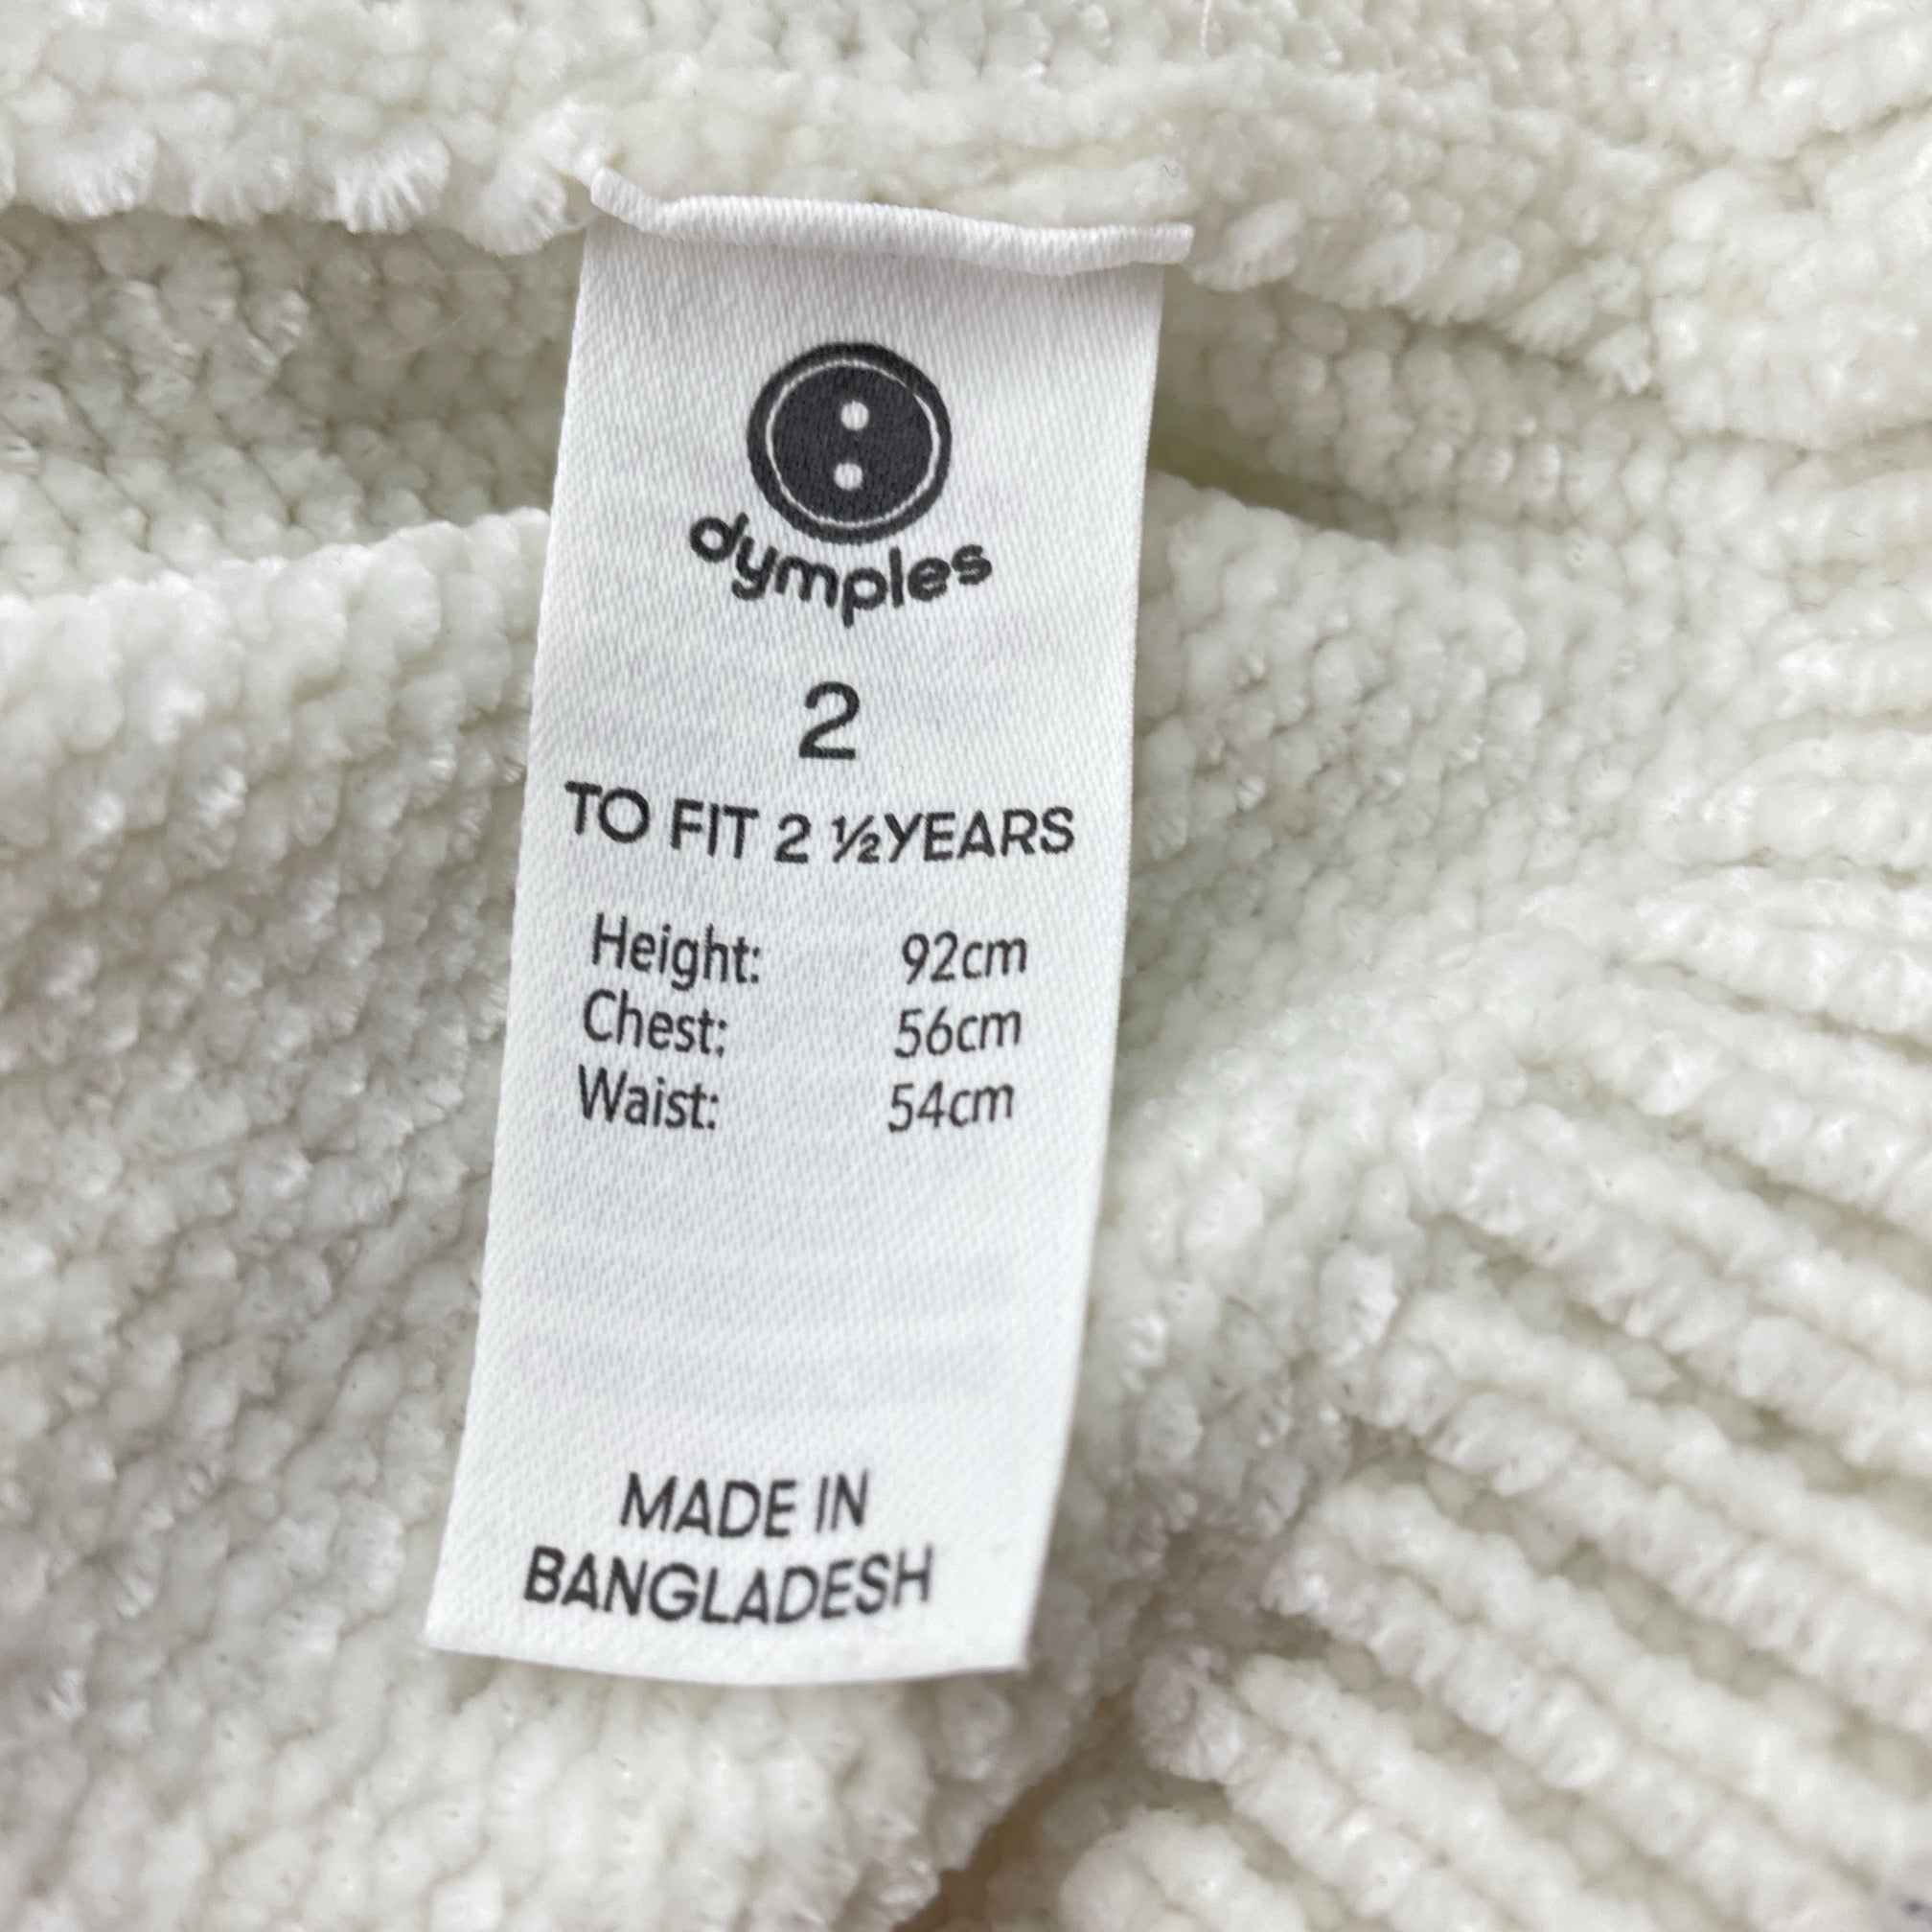 dymples
2
TO FIT 2 ½YEARS
Height: 92cm
Chest: 56cm
Waist: 54cm
MADE IN
BANGLADESH